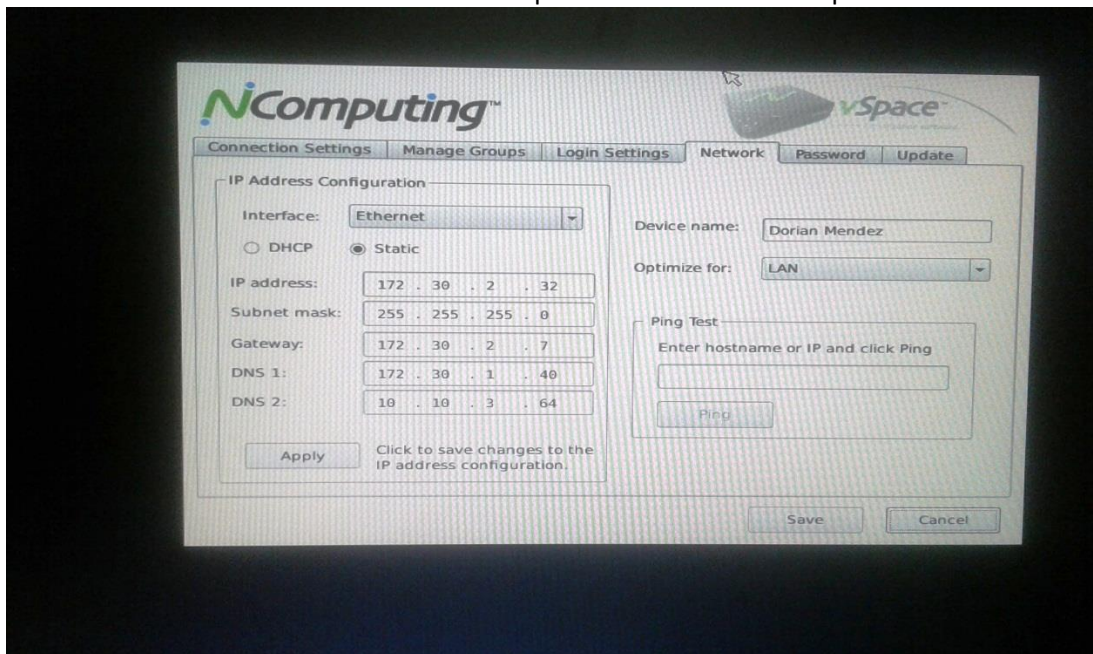 NComputing™
vSpace
Connection Settings Manage Groups Login Settings Network Password Update
IP Address Configuration
Interface: Ethernet
DHCP Static
IP address: 172 . 30 . 2 . 32
Subnet mask: 255 . 255 . 255 . 0
Gateway: 172 . 30 . 2 . 7
DNS 1: 172 . 30 . 1 . 40
DNS 2: 10 . 10 . 3 . 64
Apply
Click to save changes to the
IP address configuration.
Device name: Dorian Mendez
Optimize for: LAN
Ping Test
Enter hostname or IP and click Ping
Ping
Save Cancel